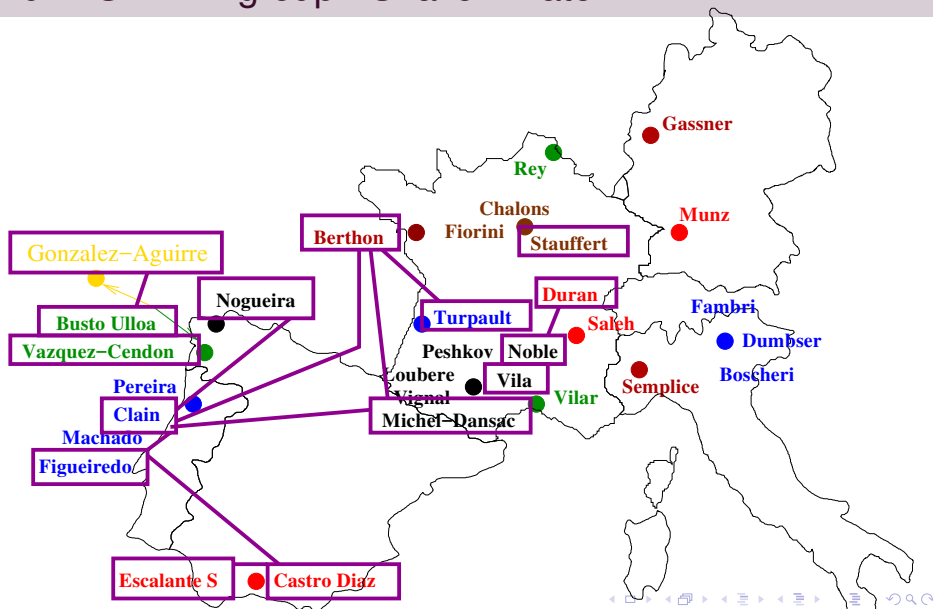 Gassner
Rey
Chalons
Munz
Fiorini
Berthon
Stauffert
Gonzalez-Aguirre
Duran
Nogueira
Fambri
Busto Ulloa
Turpault
Saleh
Dumbser
Vazquez-Cendon
Peshkov
Noble
Loubere
Vila
Boscheri
Pereira
Semplice
Vignal
Vilar
Clain
Michel-Dansac
Machado
Figueiredo
Escalante S
Castro Diaz